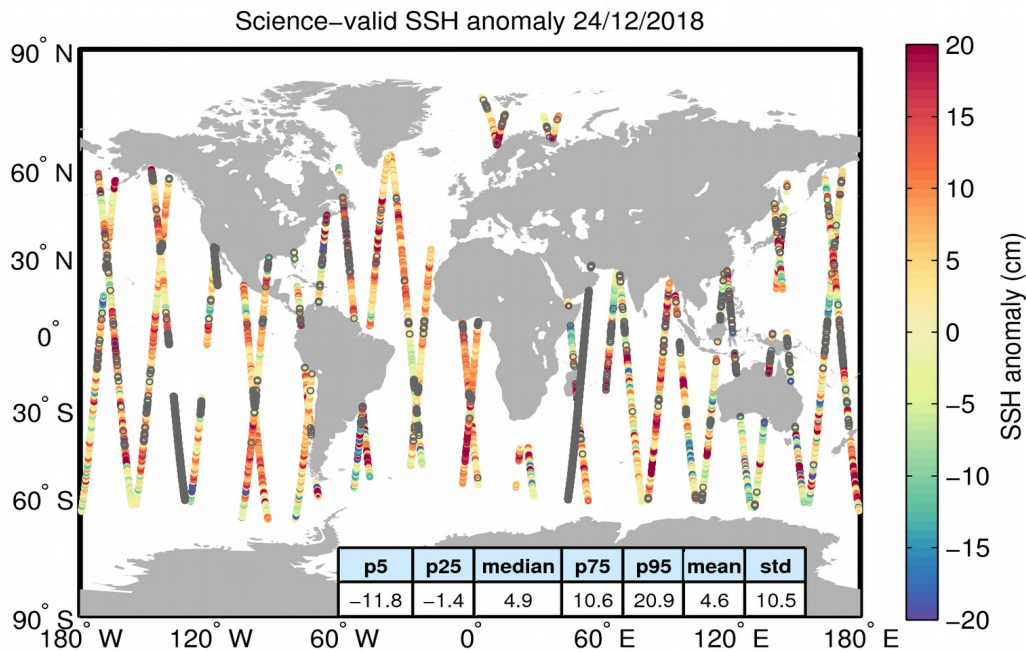 Science−valid SSH anomaly 24/12/2018
90° N
60° N
30° N
0°
30° S
60° S
90° S
180° W
120° W
60° W
0°
60° E
120° E
180° E
p5 p25 median p75 p95 mean std
−11.8 −1.4 4.9 10.6 20.9 4.6 10.5
20
15
10
5
0
−5
−10
−15
−20
SSH anomaly (cm)